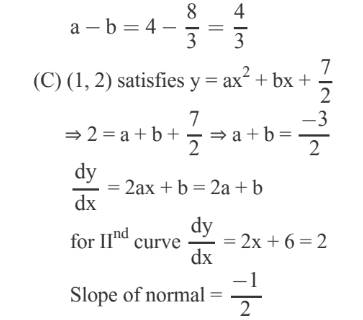 a – b = 4 – 8/3 = 4/3
(C) (1, 2) satisfies y = ax² + bx + 7/2
⇒ 2 = a + b + 7/2 ⇒ a + b = –3/2
dy/dx = 2ax + b = 2a + b
for IIⁿᵈ curve dy/dx = 2x + 6 = 2
Slope of normal = –1/2